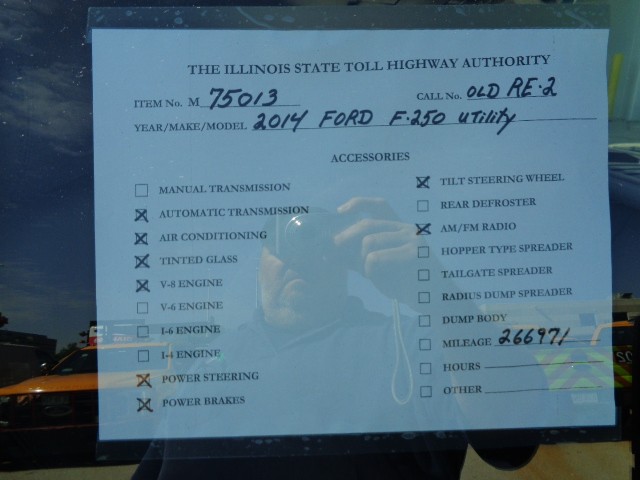 THE ILLINOIS STATE TOLL HIGHWAY AUTHORITY
ITEM No. M 75013 CALL No. OLD RE-2
YEAR/MAKE/MODEL 2014 FORD F-250 Utility
ACCESSORIES
MANUAL TRANSMISSION
AUTOMATIC TRANSMISSION
AIR CONDITIONING
TINTED GLASS
V-8 ENGINE
V-6 ENGINE
I-6 ENGINE
I-4 ENGINE
POWER STEERING
POWER BRAKES
TILT STEERING WHEEL
REAR DEFROSTER
AM/FM RADIO
HOPPER TYPE SPREADER
TAILGATE SPREADER
RADIUS DUMP SPREADER
DUMP BODY
MILEAGE 266971
HOURS
OTHER